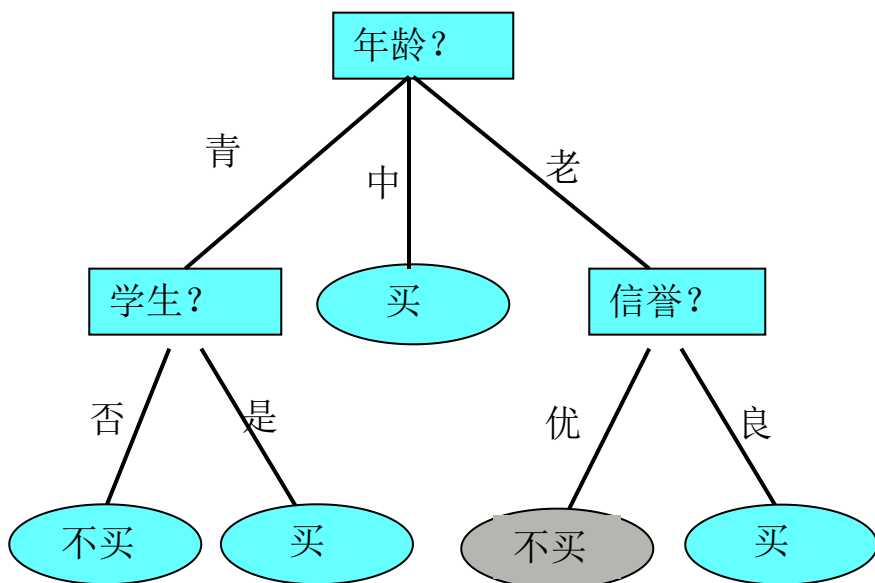 年龄？
青
中
老
学生？
买
信誉？
否
是
优
良
不买
买
不买
买